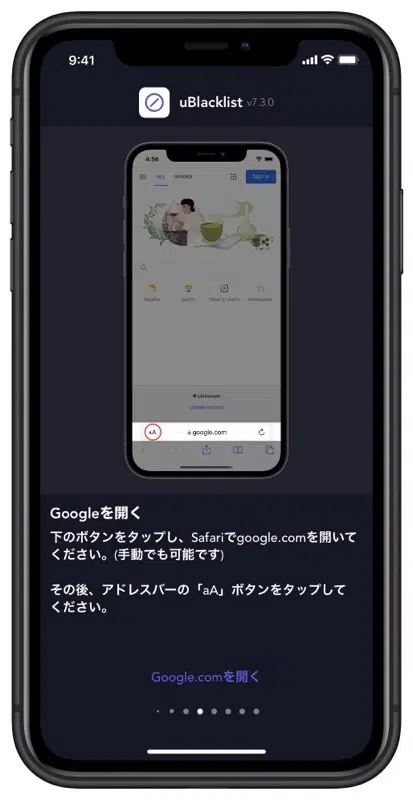 9:41
uBlacklist v7.3.0
4:56
ALL IMAGES
Sign in
Weather
Sports
What to watch
Restaurants
Unknown
AA
google.com
Googleを開く
下のボタンをタップし、Safariでgoogle.comを開いて
ください。(手動でも可能です)
その後、アドレスバーの「aA」ボタンをタップして
ください。
Google.comを開く